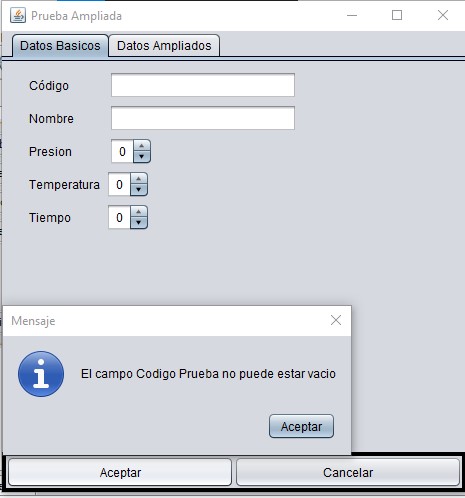 Prueba Ampliada
Datos Basicos Datos Ampliados
Código
Nombre
Presion 0
Temperatura 0
Tiempo 0
Mensaje
El campo Codigo Prueba no puede estar vacio
Aceptar
Aceptar Cancelar